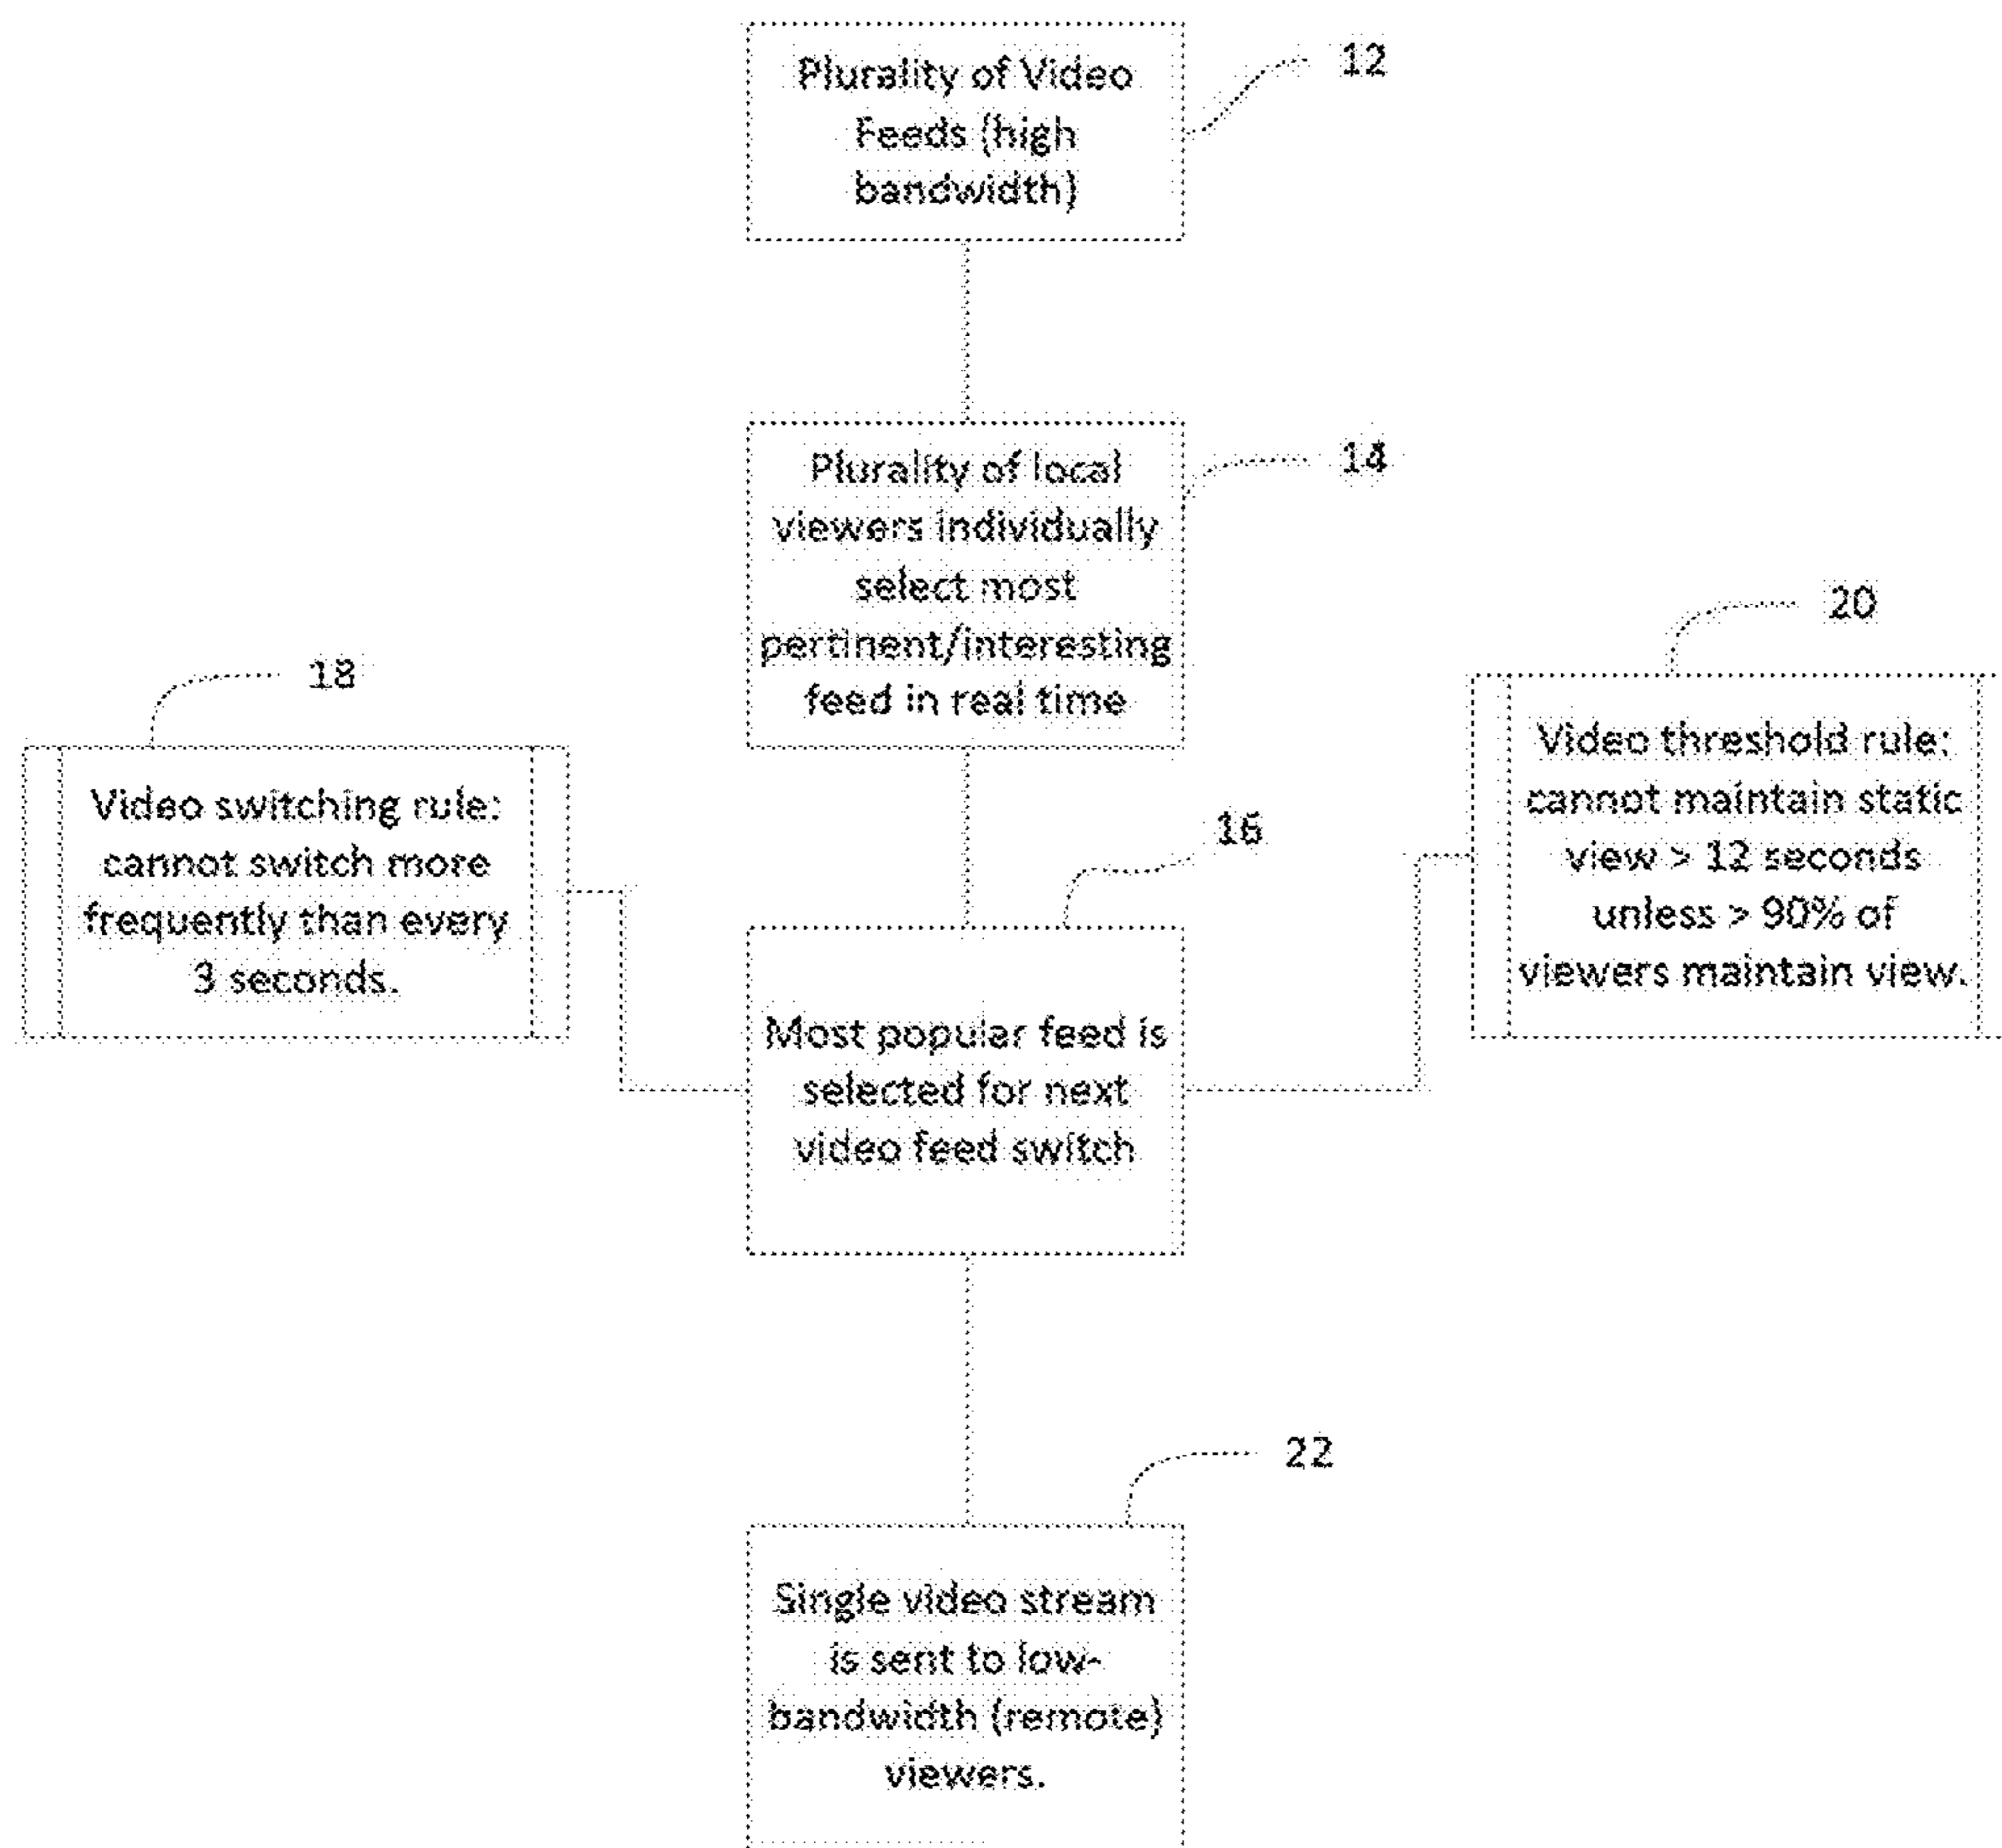 Plurality of Video
Feeds (high
bandwidth)
12
Plurality of local
viewers individually
select most
pertinent/interesting
feed in real time
14
18
Video switching rule:
cannot switch more
frequently than every
3 seconds.
20
Video threshold rule:
cannot maintain static
view > 12 seconds
unless > 90% of
viewers maintain view.
16
Most popular feed is
selected for next
video feed switch
22
Single video stream
is sent to low-
bandwidth (remote)
viewers.